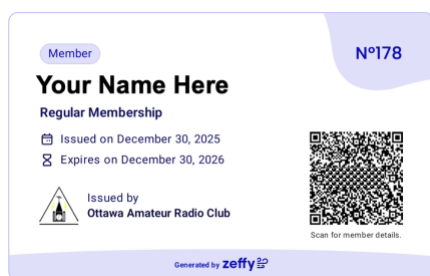 Member
Nº178
Your Name Here
Regular Membership
Issued on December 30, 2025
Expires on December 30, 2026
Issued by
Ottawa Amateur Radio Club
Scan for member details.
Generated by zeffy